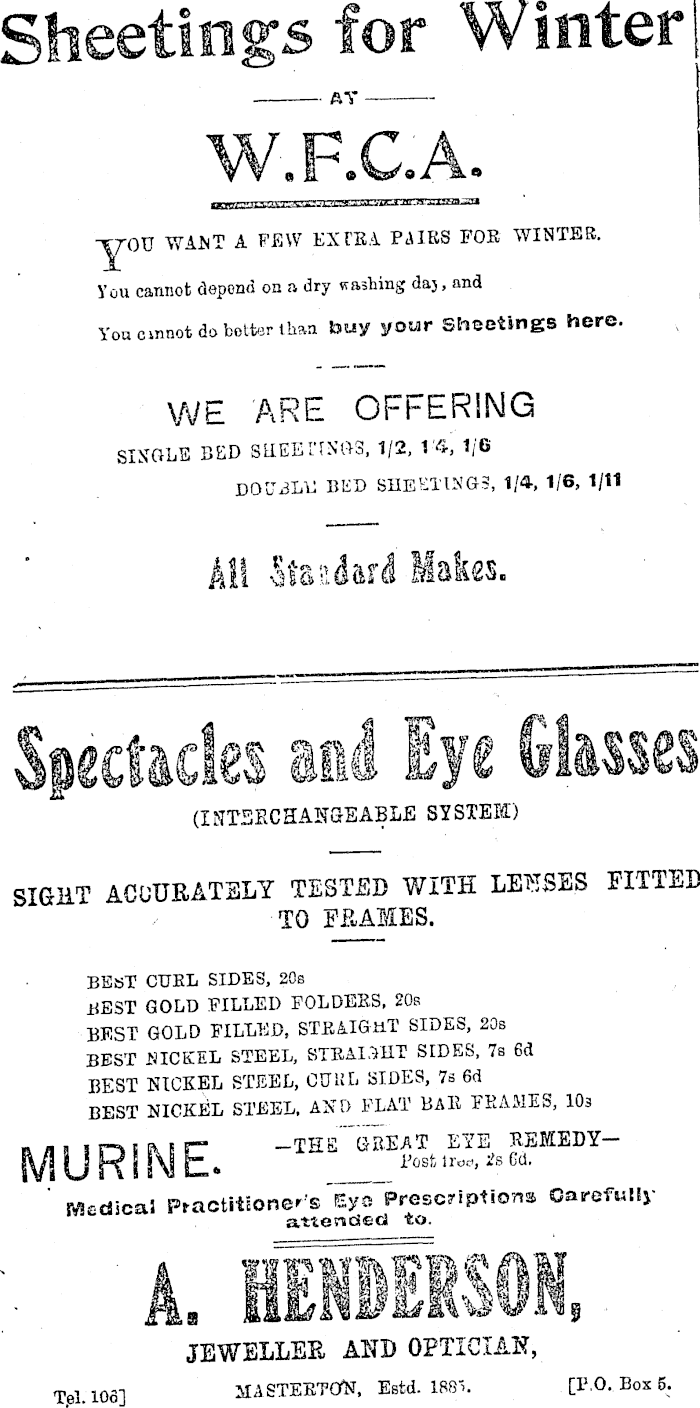 Sheetings for Winter
AT
W.F.C.A.
YOU WANT A FEW EXTRA PAIRS FOR WINTER.
You cannot depend on a dry washing day, and
You cannot do better than buy your Sheetings here.
WE ARE OFFERING
SINGLE BED SHEETINGS, 1/2, 1/4, 1/6
DOUBLE BED SHEETINGS, 1/4, 1/6, 1/11
All Standard Makes.
Spectacles and Eye Glasses
(INTERCHANGEABLE SYSTEM)
SIGHT ACCURATELY TESTED WITH LENSES FITTED
TO FRAMES.
BEST CURL SIDES, 20s
BEST GOLD FILLED FOLDERS, 20s
BEST GOLD FILLED, STRAIGHT SIDES, 20s
BEST NICKEL STEEL, STRAIGHT SIDES, 7s 6d
BEST NICKEL STEEL, CURL SIDES, 7s 6d
BEST NICKEL STEEL, AND FLAT BAR FRAMES, 10s
MURINE. —THE GREAT EYE REMEDY—
Post free, 2s 6d.
Medical Practitioner's Eye Prescriptions Carefully
attended to.
A. HENDERSON,
JEWELLER AND OPTICIAN,
Tel. 106] MASTERTON, Estd. 1885. [P.O. Box 5.